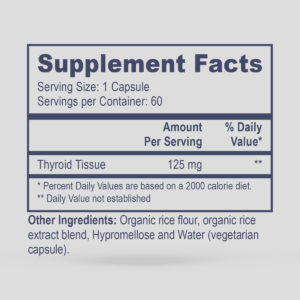 Supplement Facts
Serving Size: 1 Capsule
Servings per Container: 60
Amount Per Serving
% Daily Value*
Thyroid Tissue 125 mg **
* Percent Daily Values are based on a 2000 calorie diet.
** Daily Value not established
Other Ingredients: Organic rice flour, organic rice
extract blend, Hypromellose and Water (vegetarian
capsule).